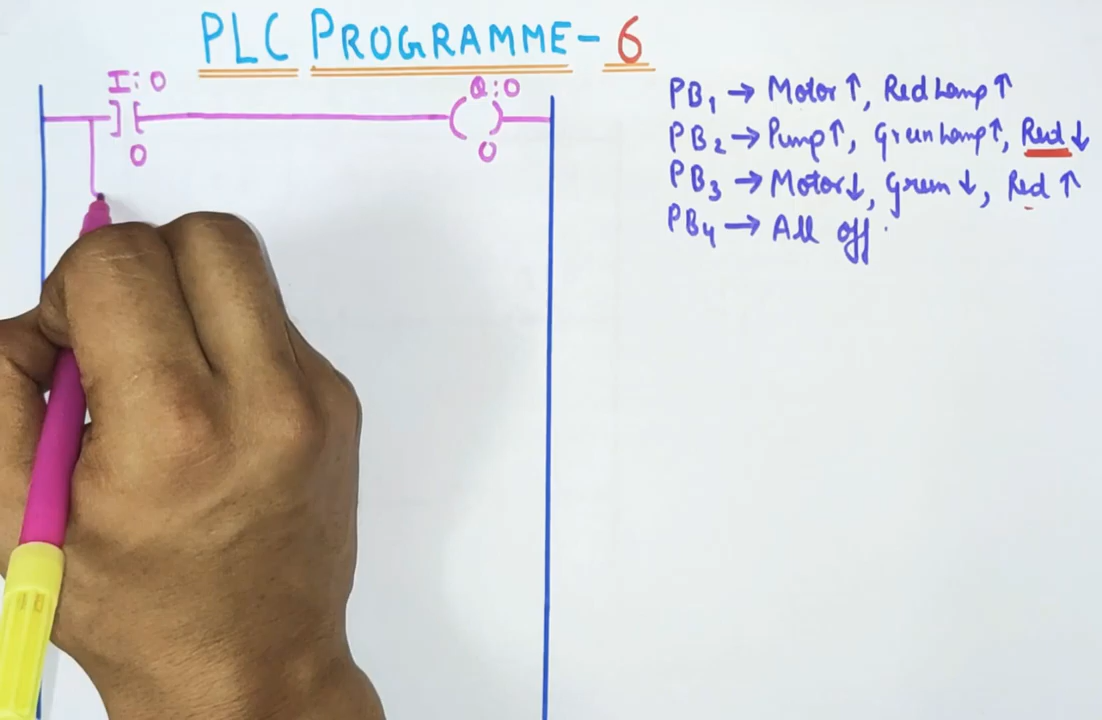 PLC PROGRAMME-6
I:0
0
O:0
0
PB1 → Motor ↑, Red Lamp ↑
PB2 → Pump ↑, Green Lamp ↑, Red ↓
PB3 → Motor ↓, Green ↓, Red ↑
PB4 → All off